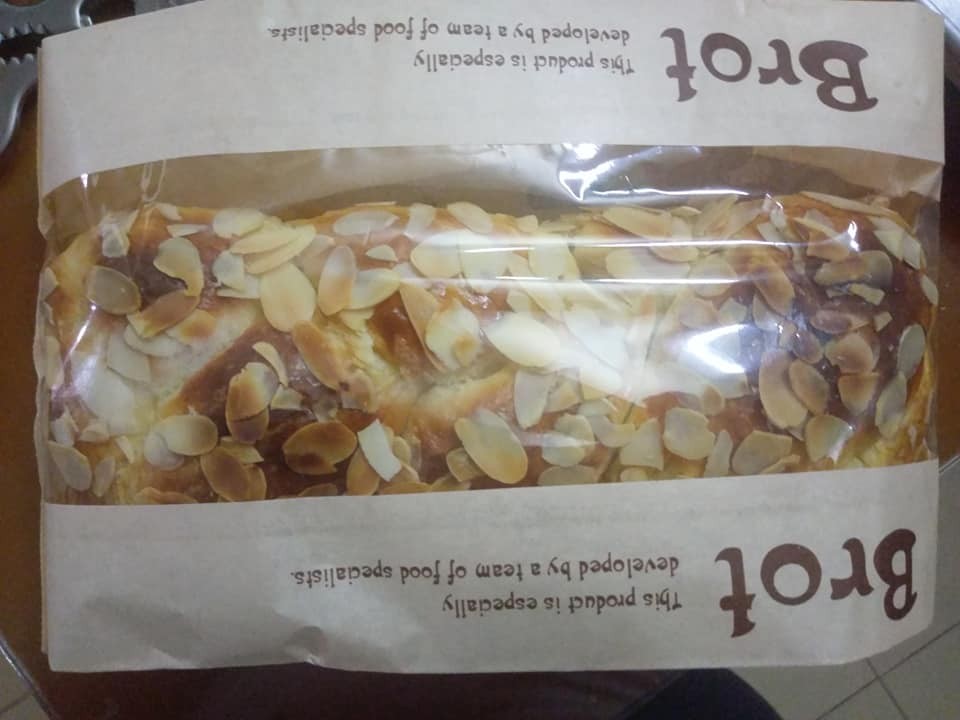 Brot
This product is especially
developed by a team of food specialists.
Brot
This product is especially
developed by a team of food specialists.